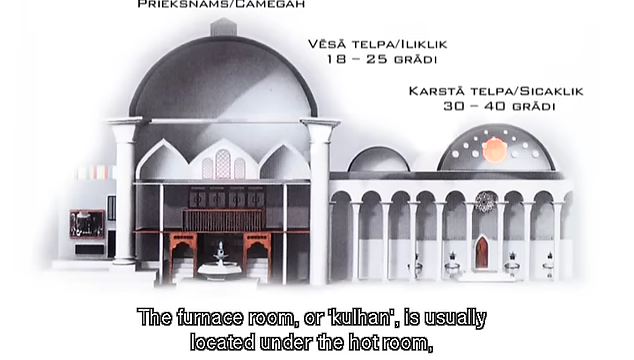 PRIEKŠNAMS/CAMEGAH
VĒSĀ TELPA/ILIKLIK
18 – 25 GRĀDI
KARSTĀ TELPA/SICAKLIK
30 – 40 GRĀDI
The furnace room, or 'kulhan', is usually
located under the hot room,